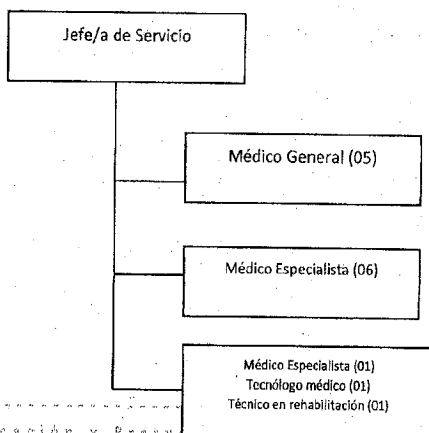 Jefe/a de Servicio
Médico General (05)
Médico Especialista (06)
Médico Especialista (01)
Tecnólogo médico (01)
Técnico en rehabilitación (01)